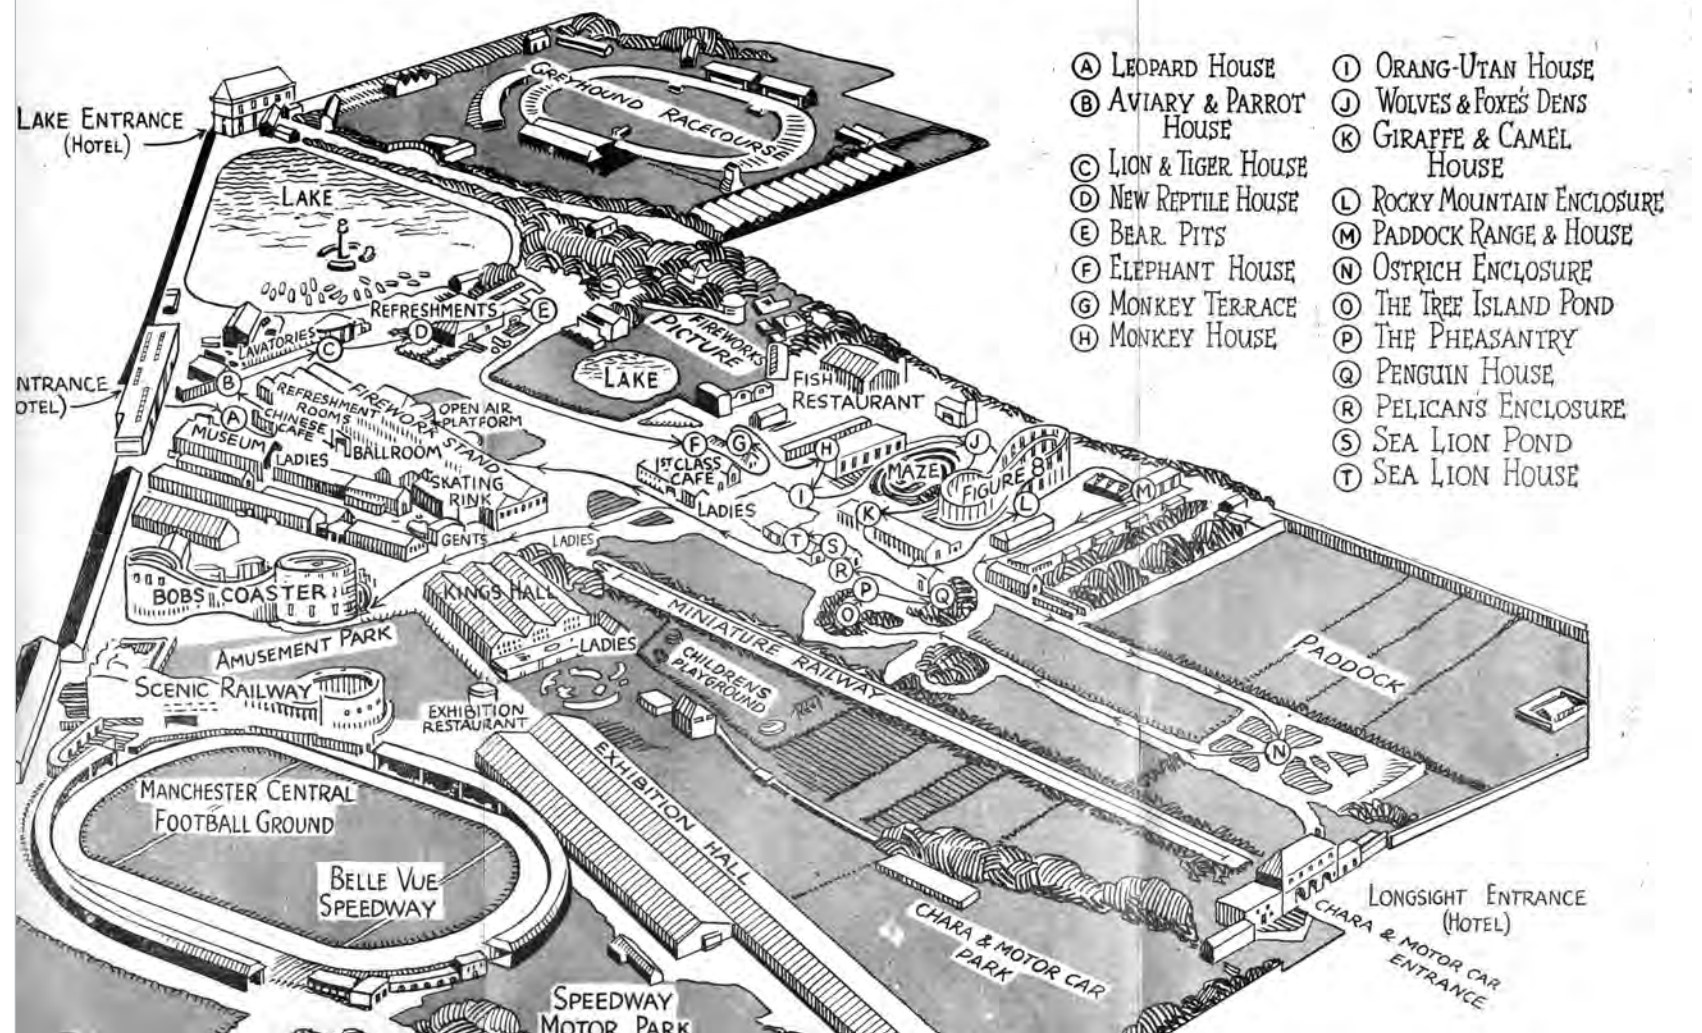 GREYHOUND RACECOURSE
LAKE ENTRANCE
(HOTEL)
LAKE
REFRESHMENTS
LAVATORIES
NTRANCE
OTEL)
FIREWORKS
PICTURE
LAKE
FISH
RESTAURANT
REFRESHMENT
ROOMS
CHINESE
CAFE
FIREWORK STAND
OPEN AIR
PLATFORM
MUSEUM
LADIES
BALLROOM
SKATING
RINK
1ST CLASS
CAFE
LADIES
MAZE
FIGURE 8
GENTS
LADIES
BOBS COASTER
KINGS HALL
AMUSEMENT PARK
LADIES
MINIATURE RAILWAY
CHILDREN'S
PLAYGROUND
PADDOCK
SCENIC RAILWAY
EXHIBITION
RESTAURANT
EXHIBITION HALL
MANCHESTER CENTRAL
FOOTBALL GROUND
BELLE VUE
SPEEDWAY
CHARA & MOTOR CAR
PARK
LONGSIGHT ENTRANCE
(HOTEL)
CHARA & MOTOR CAR
ENTRANCE
SPEEDWAY
MOTOR PARK
A
B
C
D
E
F
G
H
I
J
K
L
M
N
O
P
Q
R
S
T
A LEOPARD HOUSE
B AVIARY & PARROT
HOUSE
C LION & TIGER HOUSE
D NEW REPTILE HOUSE
E BEAR PITS
F ELEPHANT HOUSE
G MONKEY TERRACE
H MONKEY HOUSE
I ORANG-UTAN HOUSE
J WOLVES & FOXE'S DENS
K GIRAFFE & CAMEL
HOUSE
L ROCKY MOUNTAIN ENCLOSURE
M PADDOCK RANGE & HOUSE
N OSTRICH ENCLOSURE
O THE TREE ISLAND POND
P THE PHEASANTRY
Q PENGUIN HOUSE
R PELICAN'S ENCLOSURE
S SEA LION POND
T SEA LION HOUSE